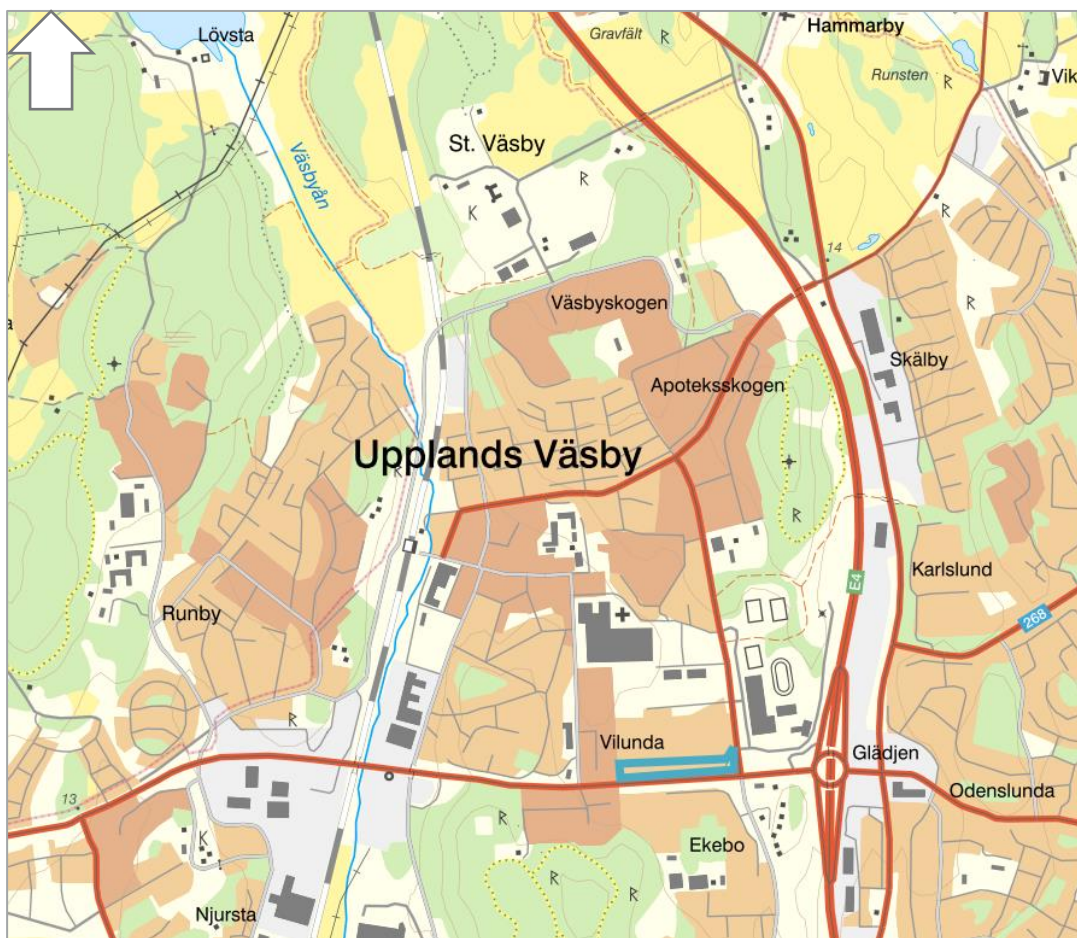 Lövsta
Hammarby
Gravfält
R
Runsten
R
Vik
St. Väsby
Väsbyån
R
K
R
14
Väsbyskogen
R
Skälby
Apoteksskogen
Upplands Väsby
R
R
Karlslund
E4
268
Runby
R
Vilunda
Glädjen
Odenslunda
13
R
K
Ekebo
R
R
Njursta